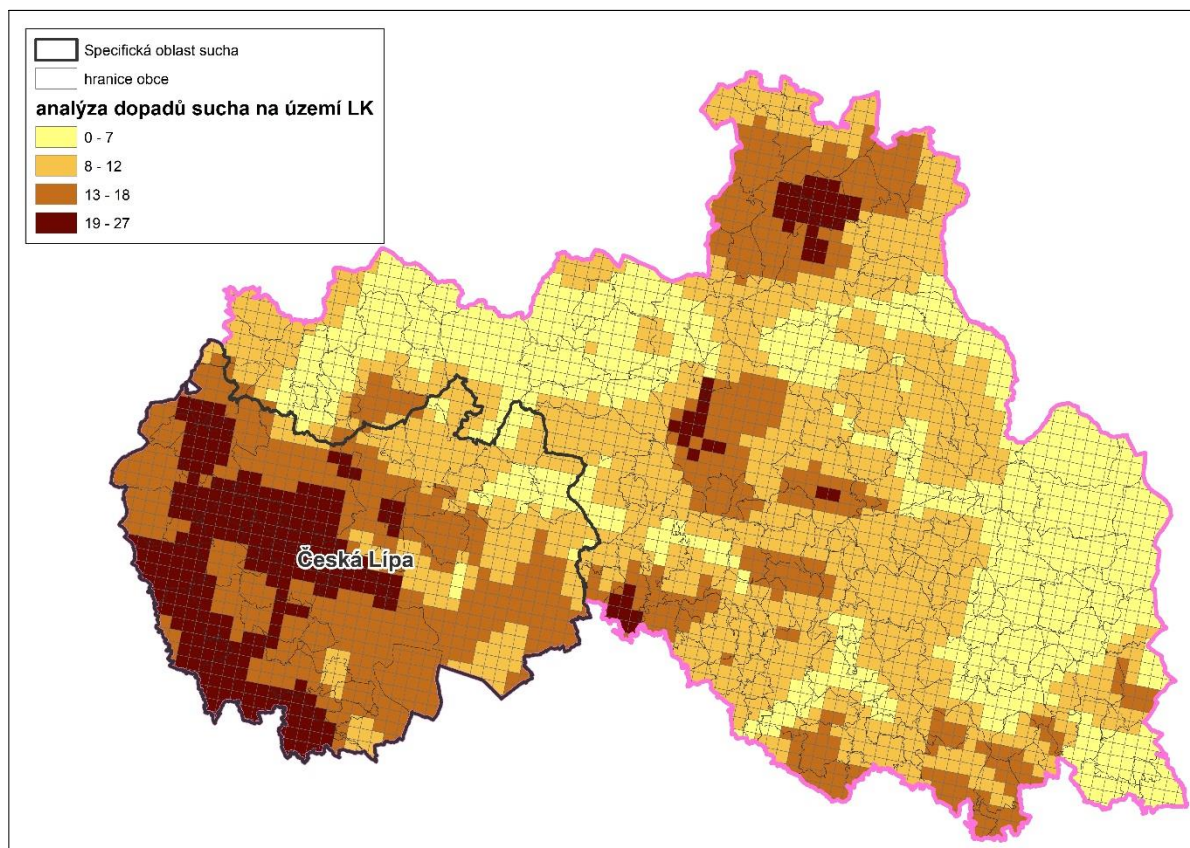 Specifická oblast sucha
hranice obce
analýza dopadů sucha na území LK
0 - 7
8 - 12
13 - 18
19 - 27
Česká Lípa